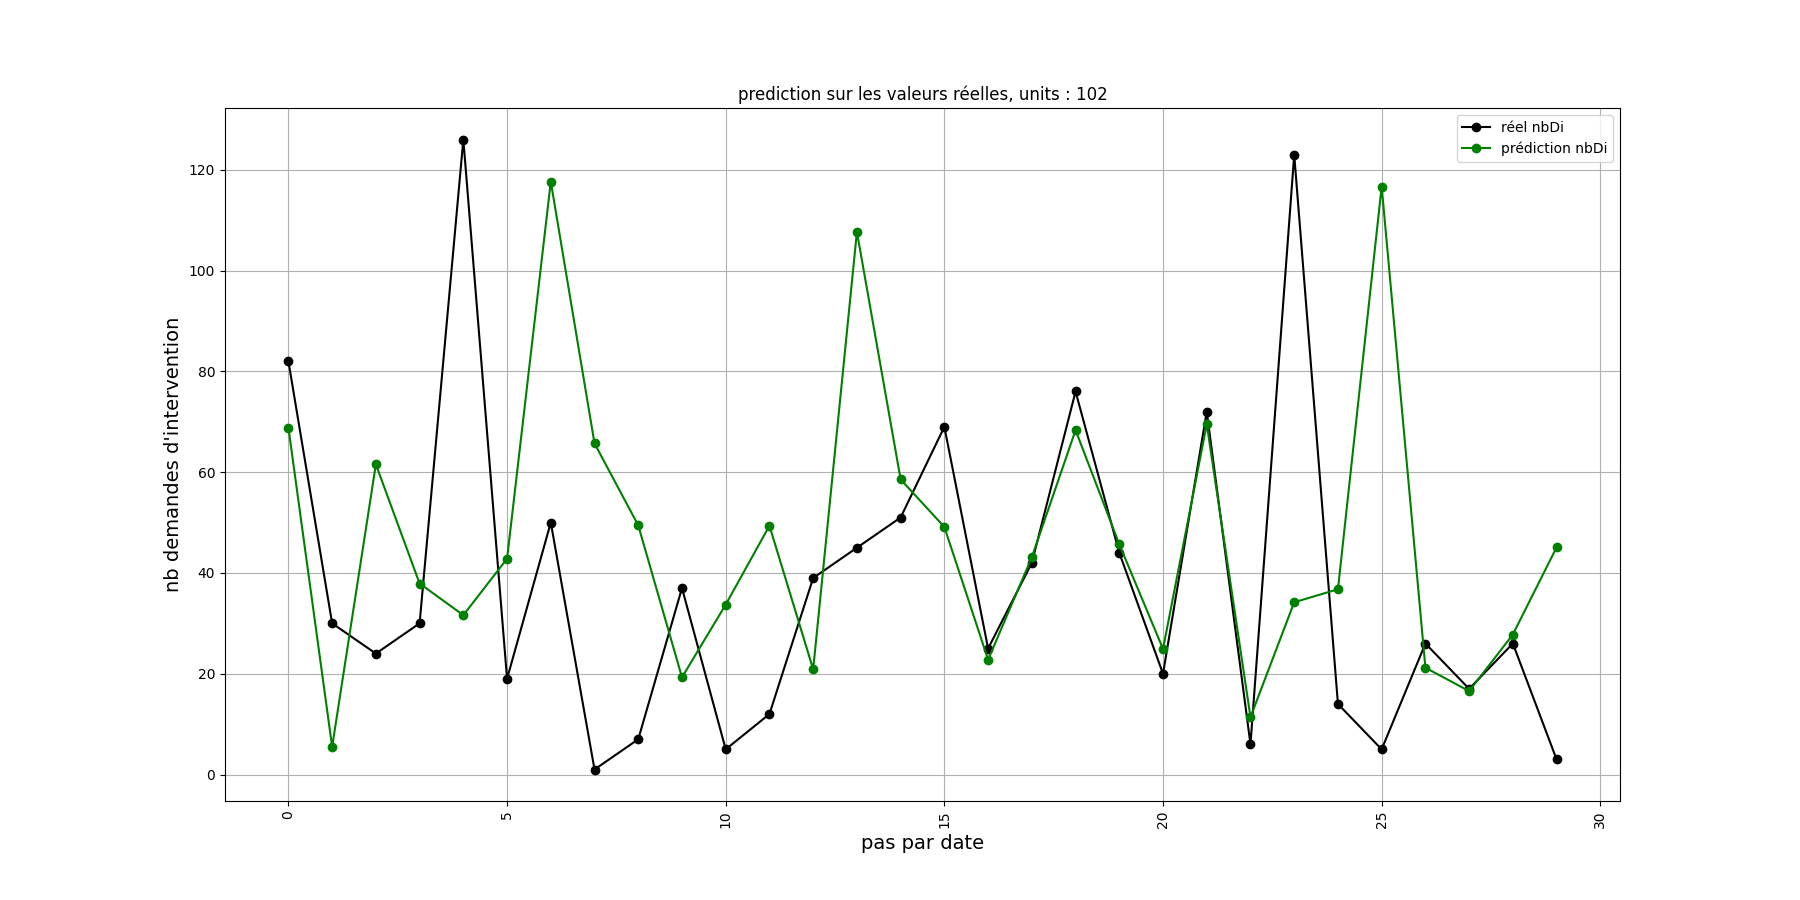 prediction sur les valeurs réelles, units : 102
réel nbDi
prédiction nbDi
nb demandes d'intervention
120
100
80
60
40
20
0
0
5
10
15
20
25
30
pas par date